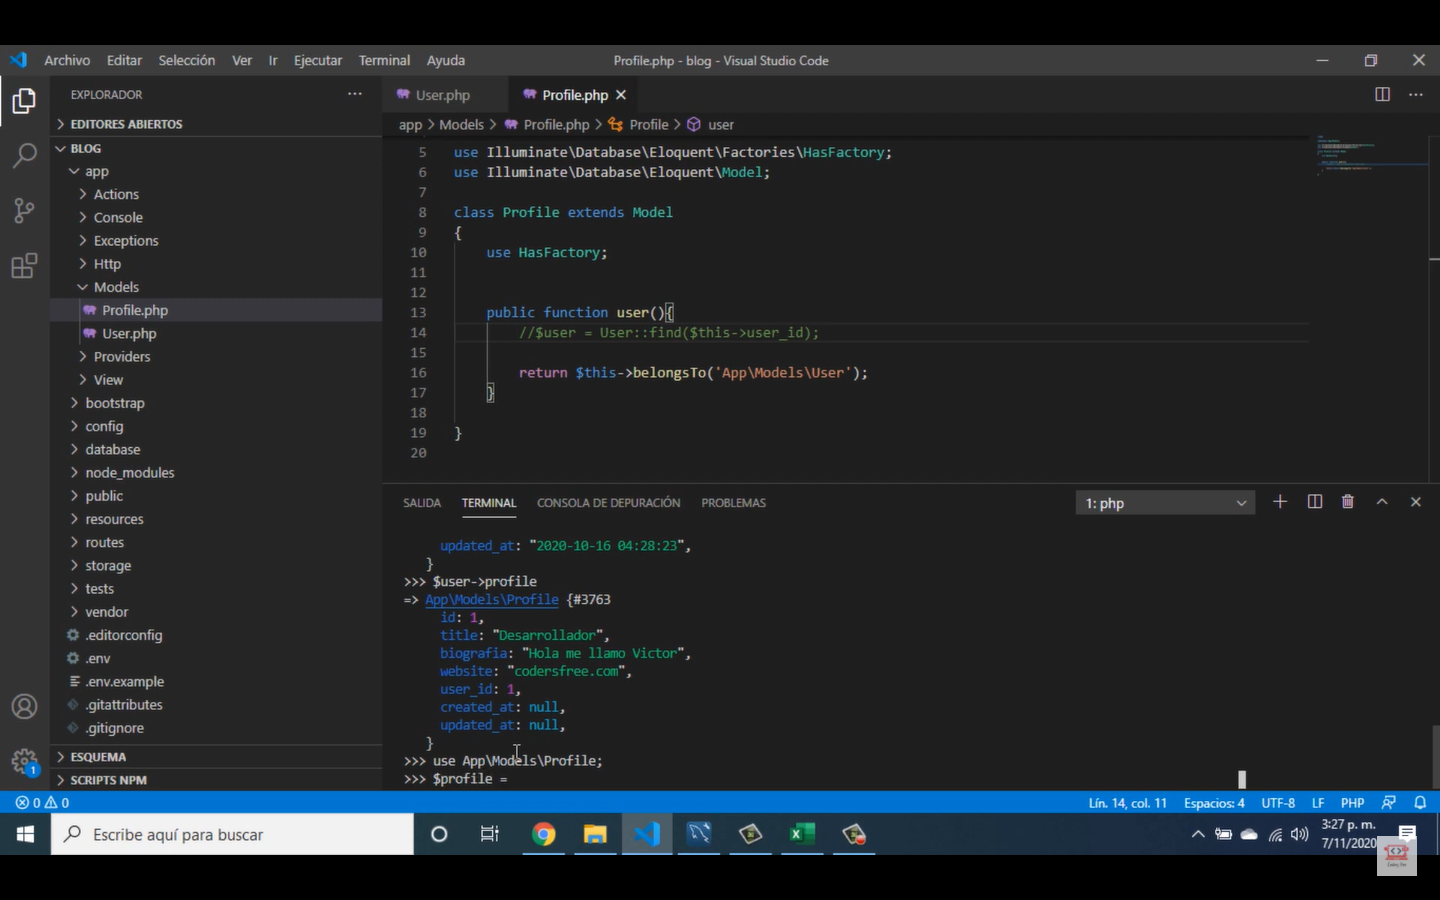 Archivo Editar Selección Ver Ir Ejecutar Terminal Ayuda
Profile.php - blog - Visual Studio Code
EXPLORADOR
EDITORES ABIERTOS
BLOG
app
Actions
Console
Exceptions
Http
Models
Profile.php
User.php
Providers
View
bootstrap
config
database
node_modules
public
resources
routes
storage
tests
vendor
.editorconfig
.env
.env.example
.gitattributes
.gitignore
ESQUEMA
SCRIPTS NPM
User.php Profile.php
app > Models > Profile.php > Profile > user
5 use Illuminate\Database\Eloquent\Factories\HasFactory;
6 use Illuminate\Database\Eloquent\Model;
7
8 class Profile extends Model
9 {
10 use HasFactory;
11
12
13 public function user(){
14 //$user = User::find($this->user_id);
15
16 return $this->belongsTo('App\Models\User');
17 }
18
19 }
20
SALIDA TERMINAL CONSOLA DE DEPURACIÓN PROBLEMAS
1: php
updated_at: "2020-10-16 04:28:23",
}
>>> $user->profile
=> App\Models\Profile {#3763
id: 1,
title: "Desarrollador",
biografia: "Hola me llamo Victor",
website: "codersfree.com",
user_id: 1,
created_at: null,
updated_at: null,
}
>>> use App\Models\Profile;
>>> $profile =
1
0 0
Lín. 14, col. 11 Espacios: 4 UTF-8 LF PHP
Escribe aquí para buscar
3:27 p. m.
7/11/2020